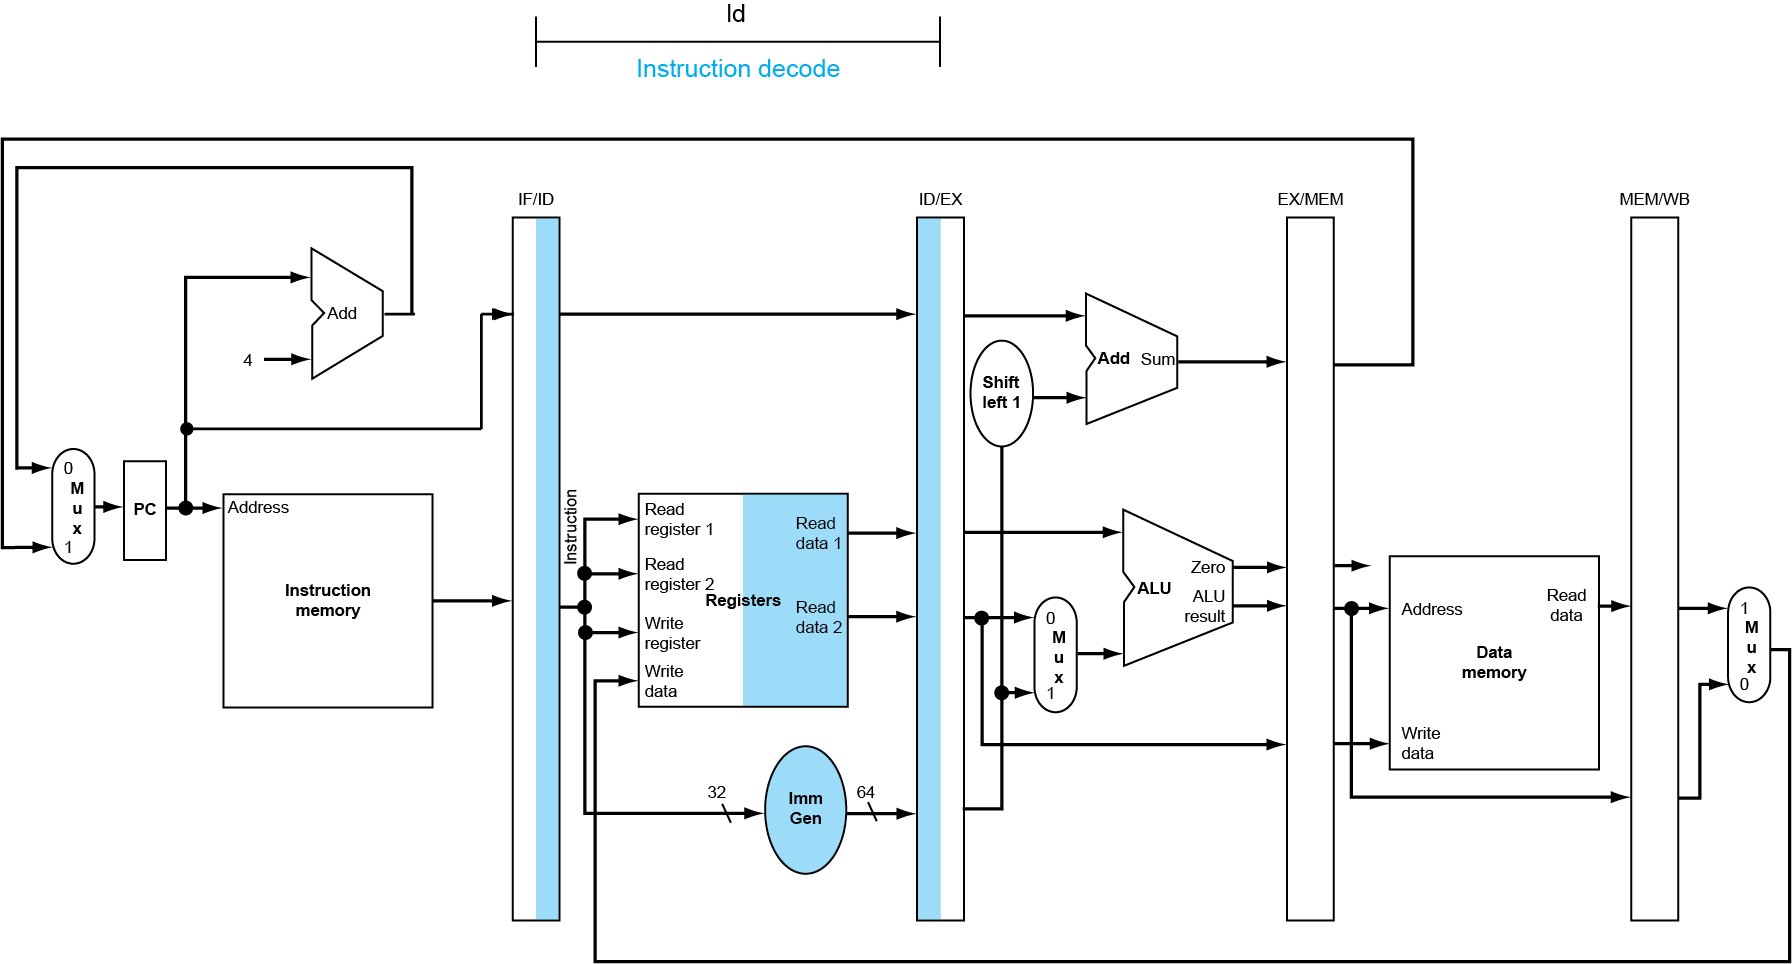 ld
Instruction decode
IF/ID
ID/EX
EX/MEM
MEM/WB
Add
4
Add Sum
Shift
left 1
0
M
u
x
1
PC
Address
Instruction
memory
Instruction
Read
register 1
Read
register 2
Registers
Write
register
Write
data
Read
data 1
Read
data 2
0
M
u
x
1
Zero
ALU
ALU
result
Address
Read
data
Data
memory
Write
data
1
M
u
x
0
32
Imm
Gen
64